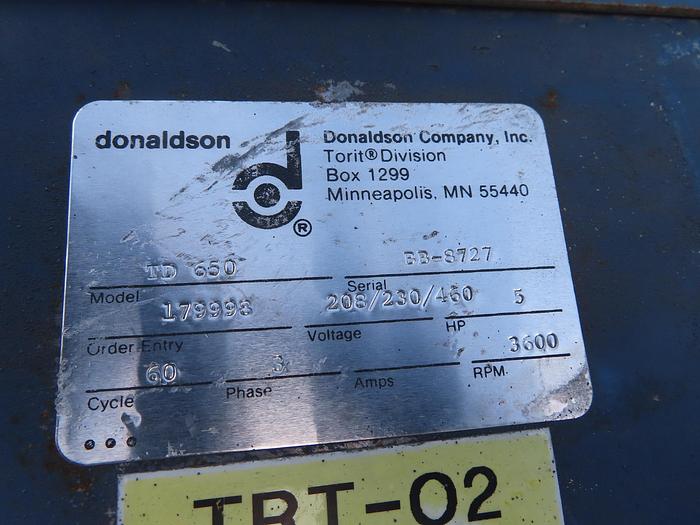 donaldson
Donaldson Company, Inc.
Torit® Division
Box 1299
Minneapolis, MN 55440
d
®
TD 650
BB-8727
Model
Serial
179998
208/230/460
5
Order Entry
Voltage
HP
60
3
3600
Cycle
Phase
Amps
RPM
TRT-02